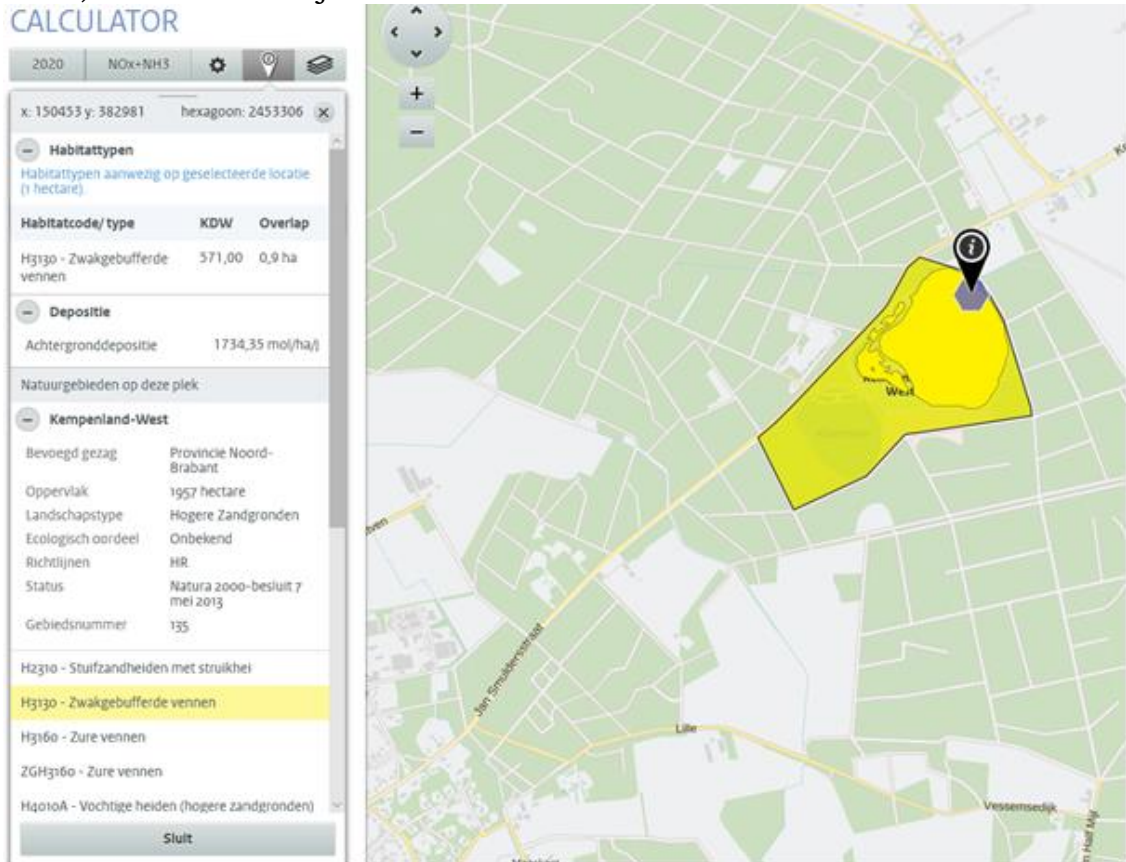 CALCULATOR
2020 NOx+NH3
x: 150453 y: 382981 hexagoon: 2453306
Habitattypen
Habitattypen aanwezig op geselecteerde locatie
(1 hectare).
Habitatcode/ type KDW Overlap
H3130 - Zwakgebufferde 571,00 0,9 ha
vennen
Depositie
Achtergronddepositie 1734,35 mol/ha/j
Natuurgebieden op deze plek
Kempenland-West
Bevoegd gezag Provincie Noord-
Brabant
Oppervlak 1957 hectare
Landschapstype Hogere Zandgronden
Ecologisch oordeel Onbekend
Richtlijnen HR
Status Natura 2000-besluit 7
mei 2013
Gebiedsnummer 135
H2310 - Stuifzandheiden met struikhei
H3130 - Zwakgebufferde vennen
H3160 - Zure vennen
ZGH3160 - Zure vennen
H4010A - Vochtige heiden (hogere zandgronden)
Sluit
i
West
Jan Smuldersstraat
Lille
Vessemsedijk